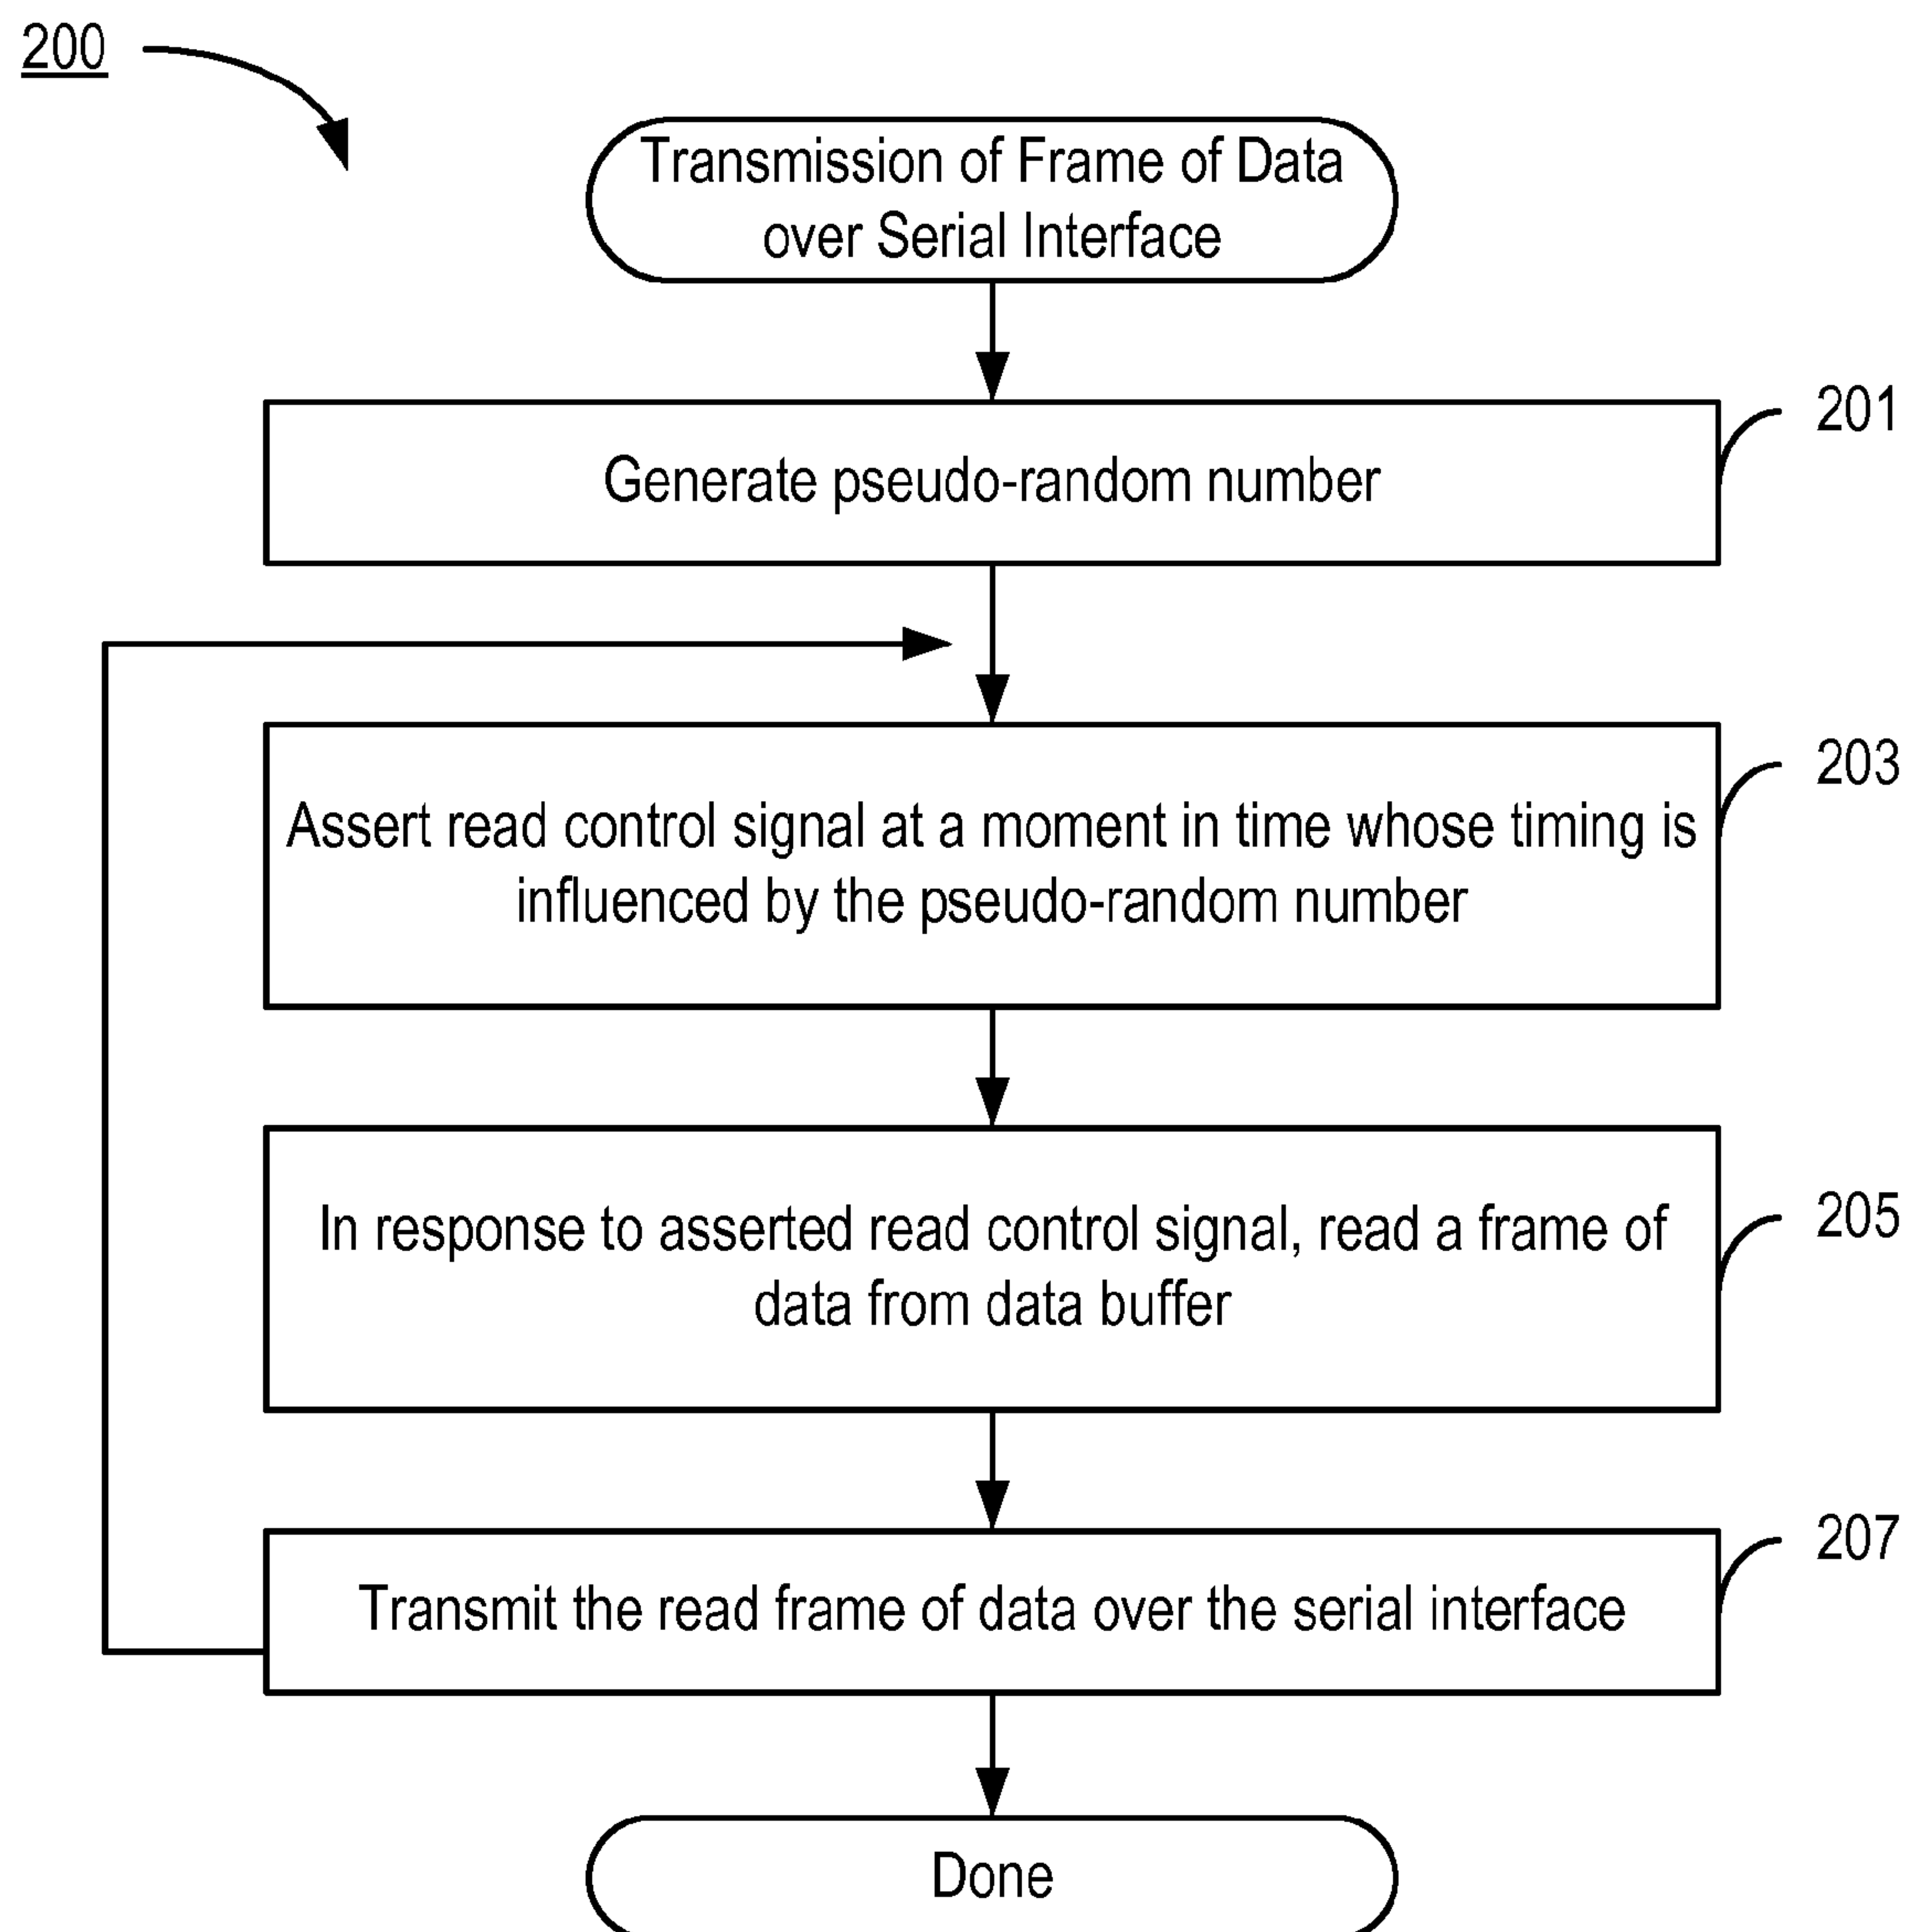 200
Transmission of Frame of Data
over Serial Interface
201
Generate pseudo-random number
203
Assert read control signal at a moment in time whose timing is
influenced by the pseudo-random number
205
In response to asserted read control signal, read a frame of
data from data buffer
207
Transmit the read frame of data over the serial interface
Done